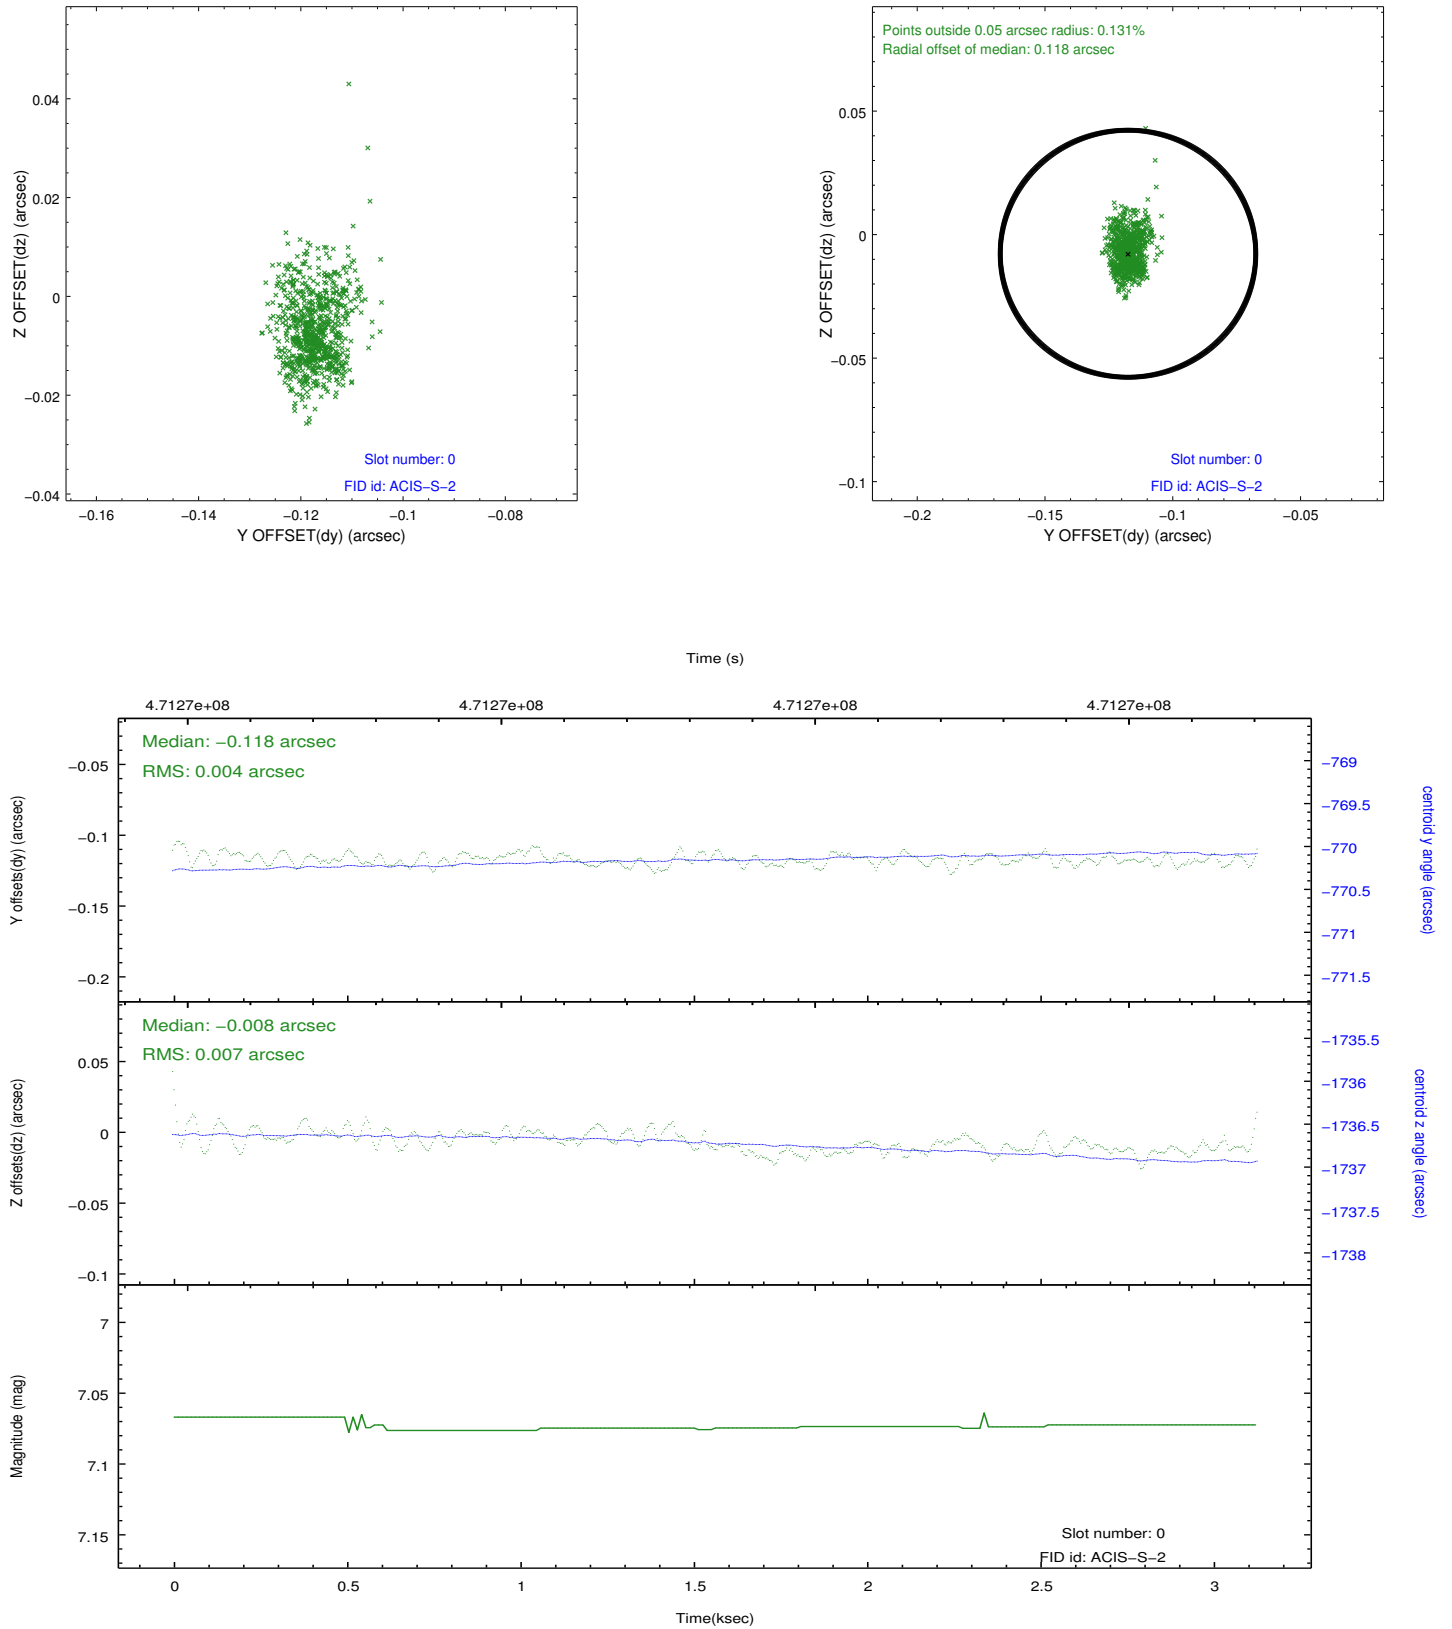 0.04
0.02
0
−0.02
−0.04
Z OFFSET(dz) (arcsec)
Slot number: 0
FID id: ACIS−S−2
−0.16
−0.14
−0.12
−0.1
−0.08
Y OFFSET(dy) (arcsec)
Points outside 0.05 arcsec radius: 0.131%
Radial offset of median: 0.118 arcsec
0.05
0
−0.05
−0.1
Z OFFSET(dz) (arcsec)
Slot number: 0
FID id: ACIS−S−2
−0.2
−0.15
−0.1
−0.05
Y OFFSET(dy) (arcsec)
Time (s)
4.7127e+08
4.7127e+08
4.7127e+08
4.7127e+08
Median: −0.118 arcsec
RMS: 0.004 arcsec
−0.05
−0.1
−0.15
−0.2
Y offsets(dy) (arcsec)
−769
−769.5
−770
−770.5
−771
−771.5
centroid y angle (arcsec)
Median: −0.008 arcsec
RMS: 0.007 arcsec
0.05
0
−0.05
−0.1
Z offsets(dz) (arcsec)
−1735.5
−1736
−1736.5
−1737
−1737.5
−1738
centroid z angle (arcsec)
7
7.05
7.1
7.15
Magnitude (mag)
Slot number: 0
FID id: ACIS−S−2
0
0.5
1
1.5
2
2.5
3
Time(ksec)